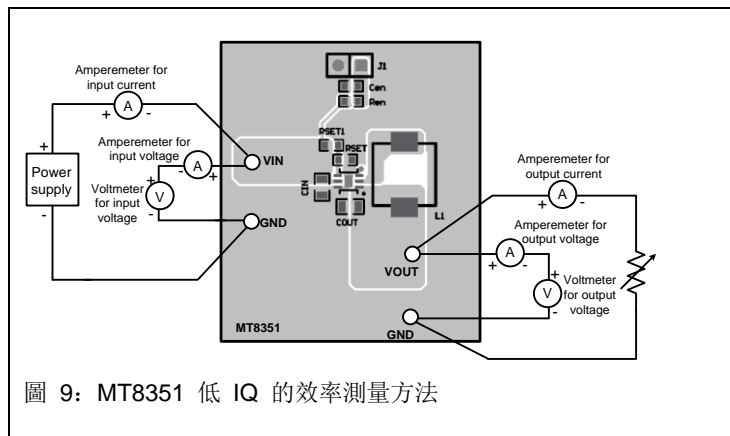 Amperemeter for
input current
+ A -
Amperemeter for
input voltage
- A +
Power
supply
+
-
Voltmeter
for input
voltage
+
V
-
VIN
GND
J1
Cen
Ren
RSET1
RSET
CIN
COUT
L1
VOUT
GND
MT8351
Amperemeter for
output current
+ A -
Amperemeter for
output voltage
+ A -
+
V
-
Voltmeter
for output
voltage
圖 9：MT8351 低 IQ 的效率測量方法